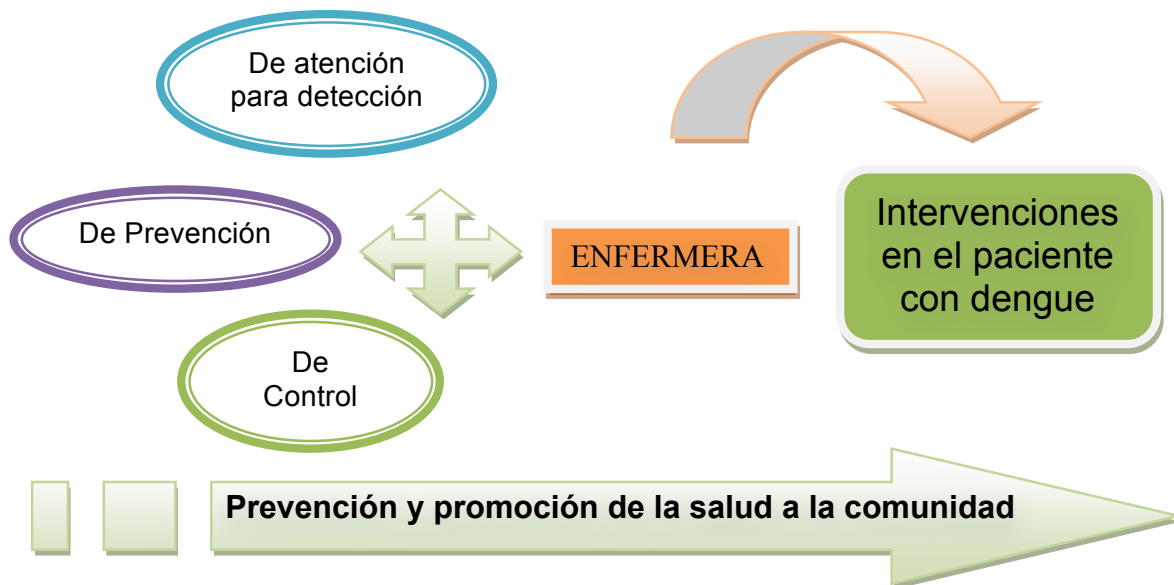 De atención
para detección
De Prevención
ENFERMERA
Intervenciones
en el paciente
con dengue
De
Control
Prevención y promoción de la salud a la comunidad